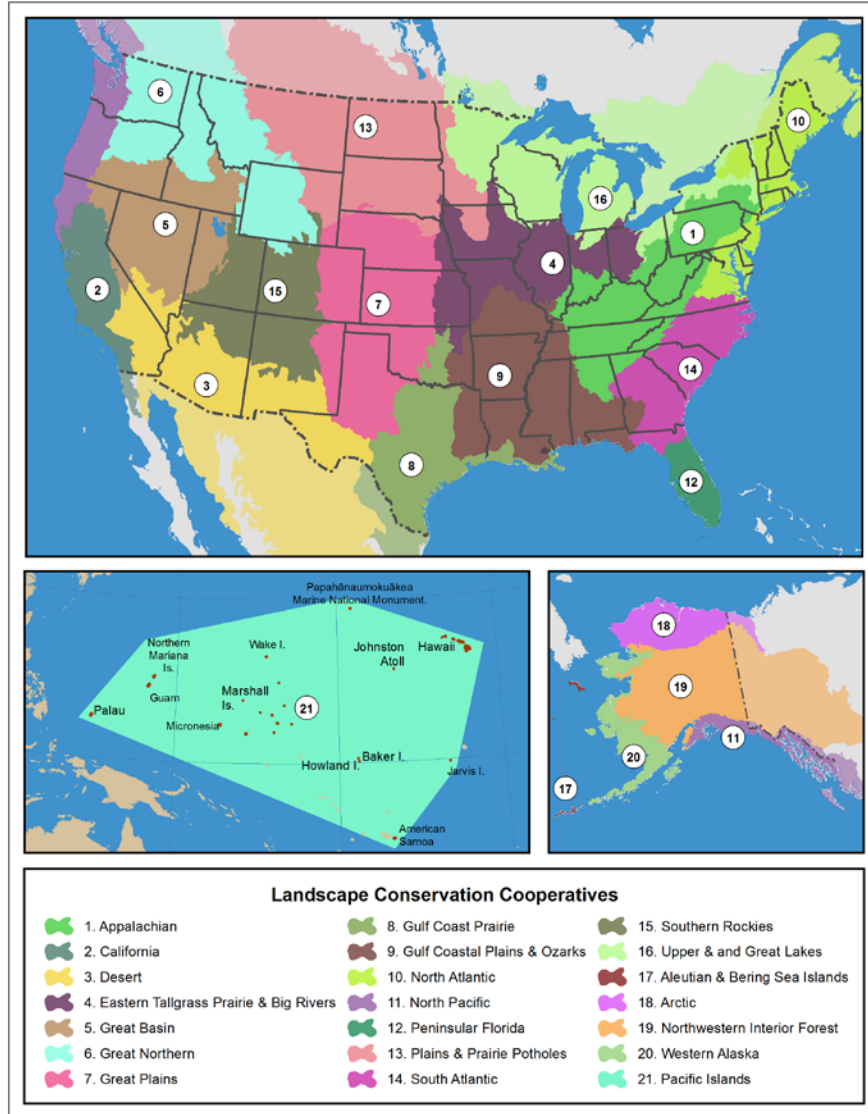 6
13
10
16
1
5
4
2
15
7
3
9
14
8
12
Papahānaumokuākea
Marine National Monument.
Northern
Mariana
Is.
Wake I.
Johnston
Atoll
Hawaii
Guam
Marshall
Is.
21
Palau
Micronesia
Howland I.
Baker I.
Jarvis I.
American
Samoa
18
19
11
20
17
Landscape Conservation Cooperatives
1. Appalachian
2. California
3. Desert
4. Eastern Tallgrass Prairie & Big Rivers
5. Great Basin
6. Great Northern
7. Great Plains
8. Gulf Coast Prairie
9. Gulf Coastal Plains & Ozarks
10. North Atlantic
11. North Pacific
12. Peninsular Florida
13. Plains & Prairie Potholes
14. South Atlantic
15. Southern Rockies
16. Upper & and Great Lakes
17. Aleutian & Bering Sea Islands
18. Arctic
19. Northwestern Interior Forest
20. Western Alaska
21. Pacific Islands